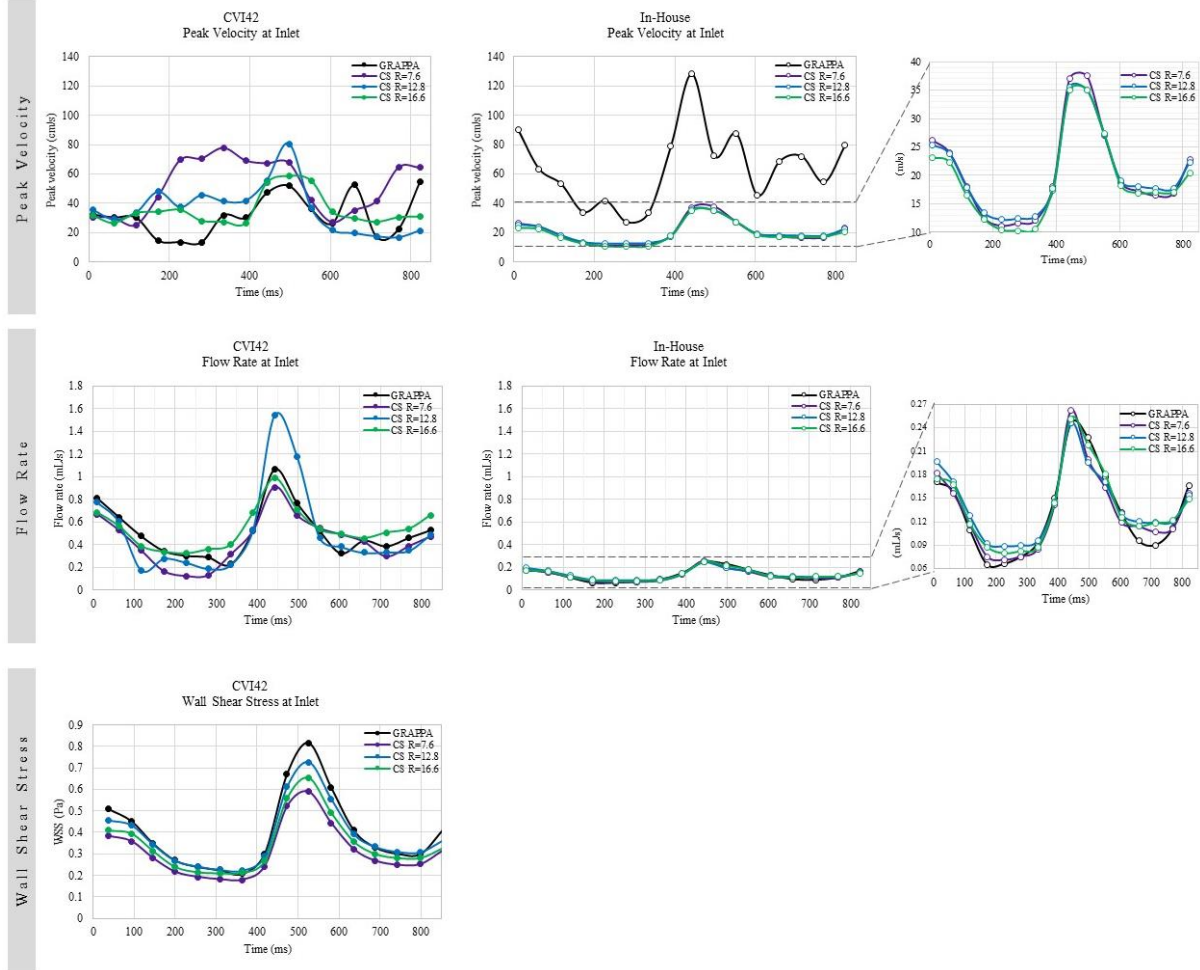 Peak Velocity
CVI42
Peak Velocity at Inlet
Peak velocity (cm/s)
140
120
100
80
60
40
20
0
0 200 400 600 800
Time (ms)
GRAPPA
CS R=7.6
CS R=12.8
CS R=16.6
In-House
Peak Velocity at Inlet
Peak velocity (cm/s)
140
120
100
80
60
40
20
0
0 200 400 600 800
Time (ms)
GRAPPA
CS R=7.6
CS R=12.8
CS R=16.6
(m/s)
40
35
30
25
20
15
10
0 200 400 600 800
Time (ms)
Flow Rate
CVI42
Flow Rate at Inlet
Flow rate (mL/s)
1.8
1.6
1.4
1.2
1
0.8
0.6
0.4
0.2
0
0 100 200 300 400 500 600 700 800
Time (ms)
GRAPPA
CS R=7.6
CS R=12.8
CS R=16.6
In-House
Flow Rate at Inlet
Flow rate (mL/s)
1.8
1.6
1.4
1.2
1
0.8
0.6
0.4
0.2
0
0 100 200 300 400 500 600 700 800
Time (ms)
GRAPPA
CS R=7.6
CS R=12.8
CS R=16.6
(mL/s)
0.27
0.24
0.21
0.18
0.15
0.12
0.09
0.06
0 100 200 300 400 500 600 700 800
Time (ms)
GRAPPA
CS R=7.6
CS R=12.8
CS R=16.6
Wall Shear Stress
CVI42
Wall Shear Stress at Inlet
WSS (Pa)
0.9
0.8
0.7
0.6
0.5
0.4
0.3
0.2
0.1
0
0 100 200 300 400 500 600 700 800
Time (ms)
GRAPPA
CS R=7.6
CS R=12.8
CS R=16.6